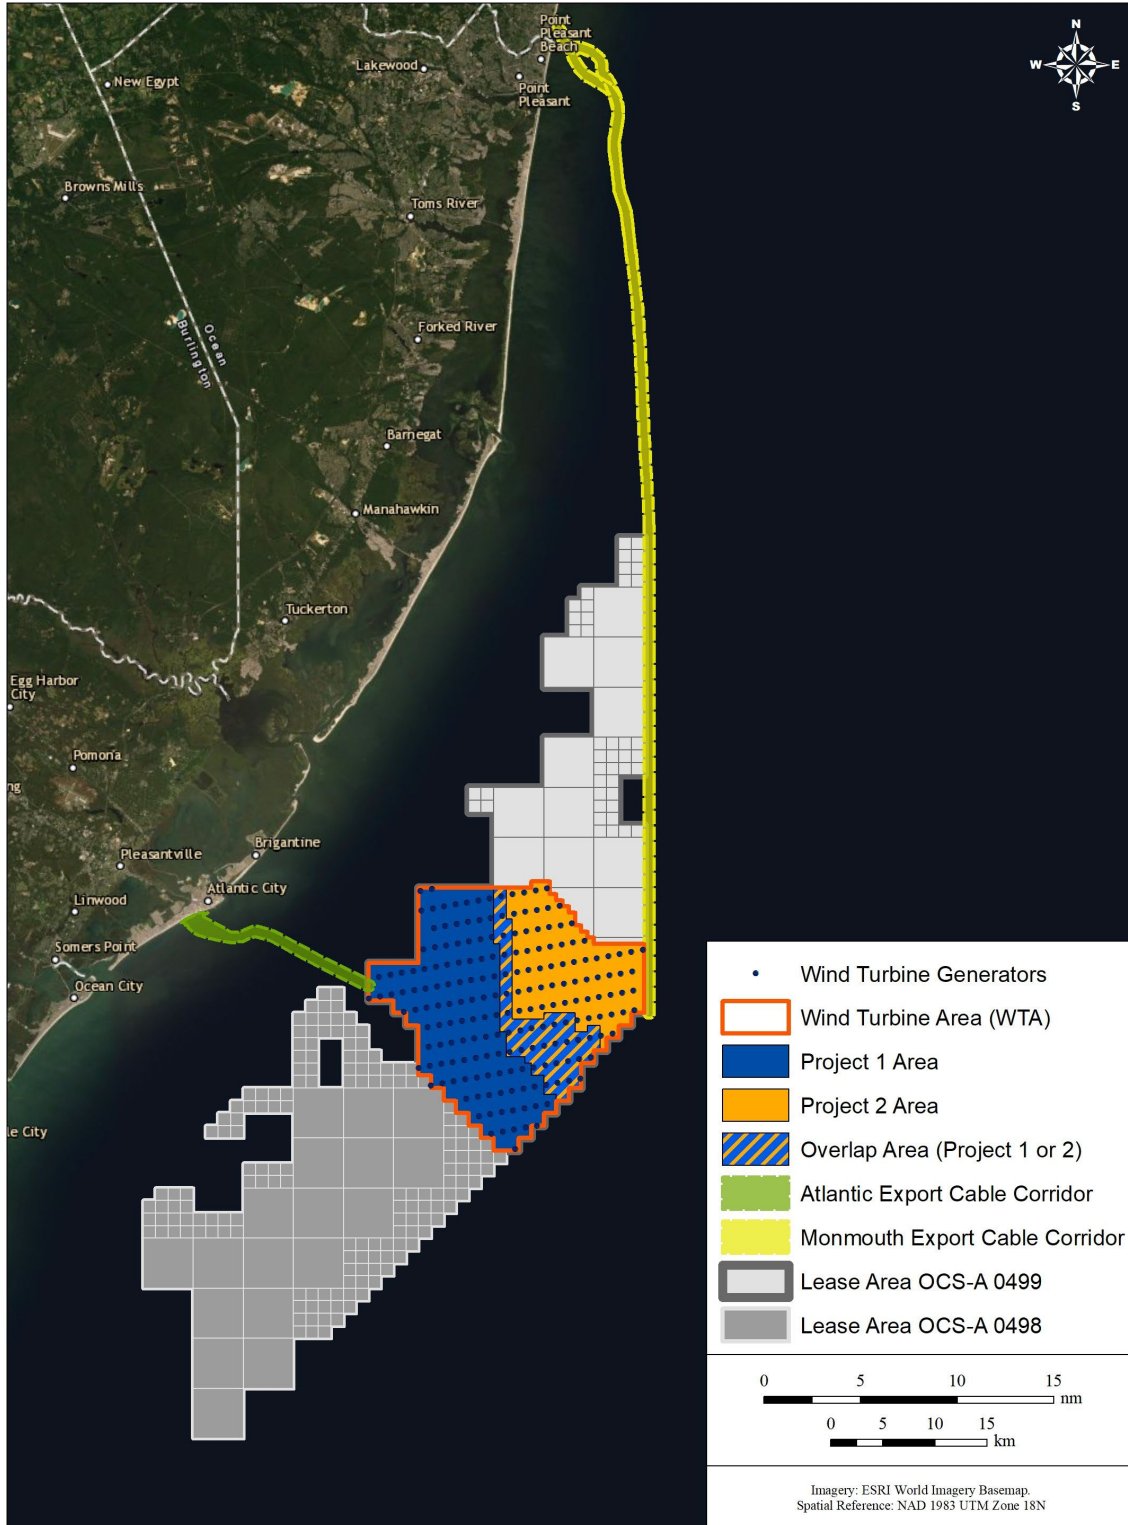 Point
Pleasant
Beach
Lakewood
New Egypt
Point
Pleasant
N
W
E
S
Browns Mills
Toms River
Ocean
Burlington
Forked River
Barnegat
Manahawkin
Tuckerton
Egg Harbor
City
Pomona
ng
Brigantine
Pleasantville
Atlantic City
Linwood
Somers Point
Ocean City
le City
Wind Turbine Generators
Wind Turbine Area (WTA)
Project 1 Area
Project 2 Area
Overlap Area (Project 1 or 2)
Atlantic Export Cable Corridor
Monmouth Export Cable Corridor
Lease Area OCS-A 0499
Lease Area OCS-A 0498
0 5 10 15
nm
0 5 10 15
km
Imagery: ESRI World Imagery Basemap.
Spatial Reference: NAD 1983 UTM Zone 18N